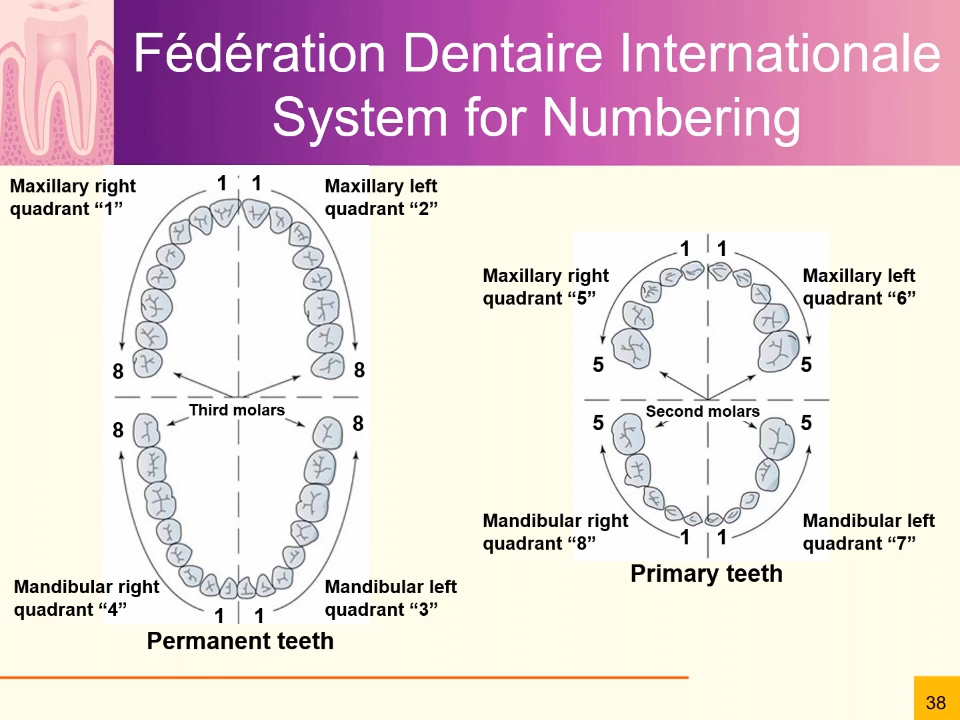 Fédération Dentaire Internationale
System for Numbering
Maxillary right
quadrant “1”
1 1
Maxillary left
quadrant “2”
8
8
Third molars
8
8
Mandibular right
quadrant “4”
1 1
Mandibular left
quadrant “3”
Permanent teeth
1 1
Maxillary right
quadrant “5”
Maxillary left
quadrant “6”
5
5
Second molars
5
5
Mandibular right
quadrant “8”
1 1
Mandibular left
quadrant “7”
Primary teeth
38